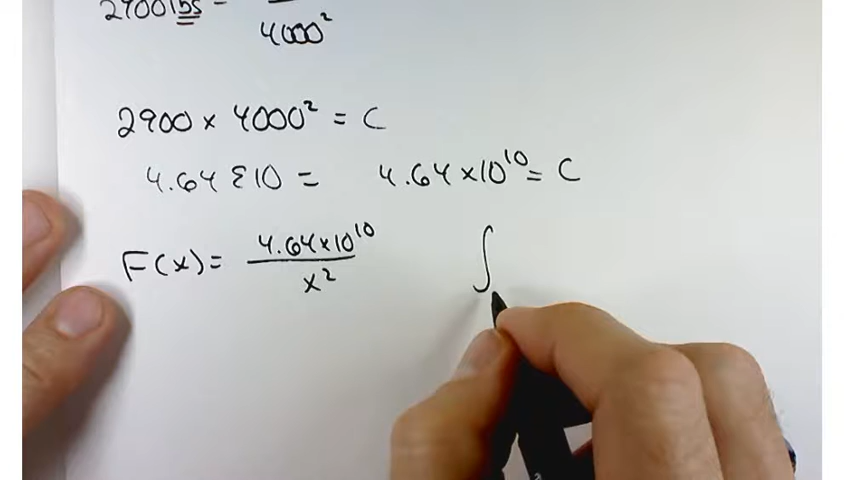 2900 lbs =
4000²
2900 × 4000² = C
4.64 E10 = 4.64 ×10¹⁰ = C
F(x) = 4.64×10¹⁰ / x² ∫